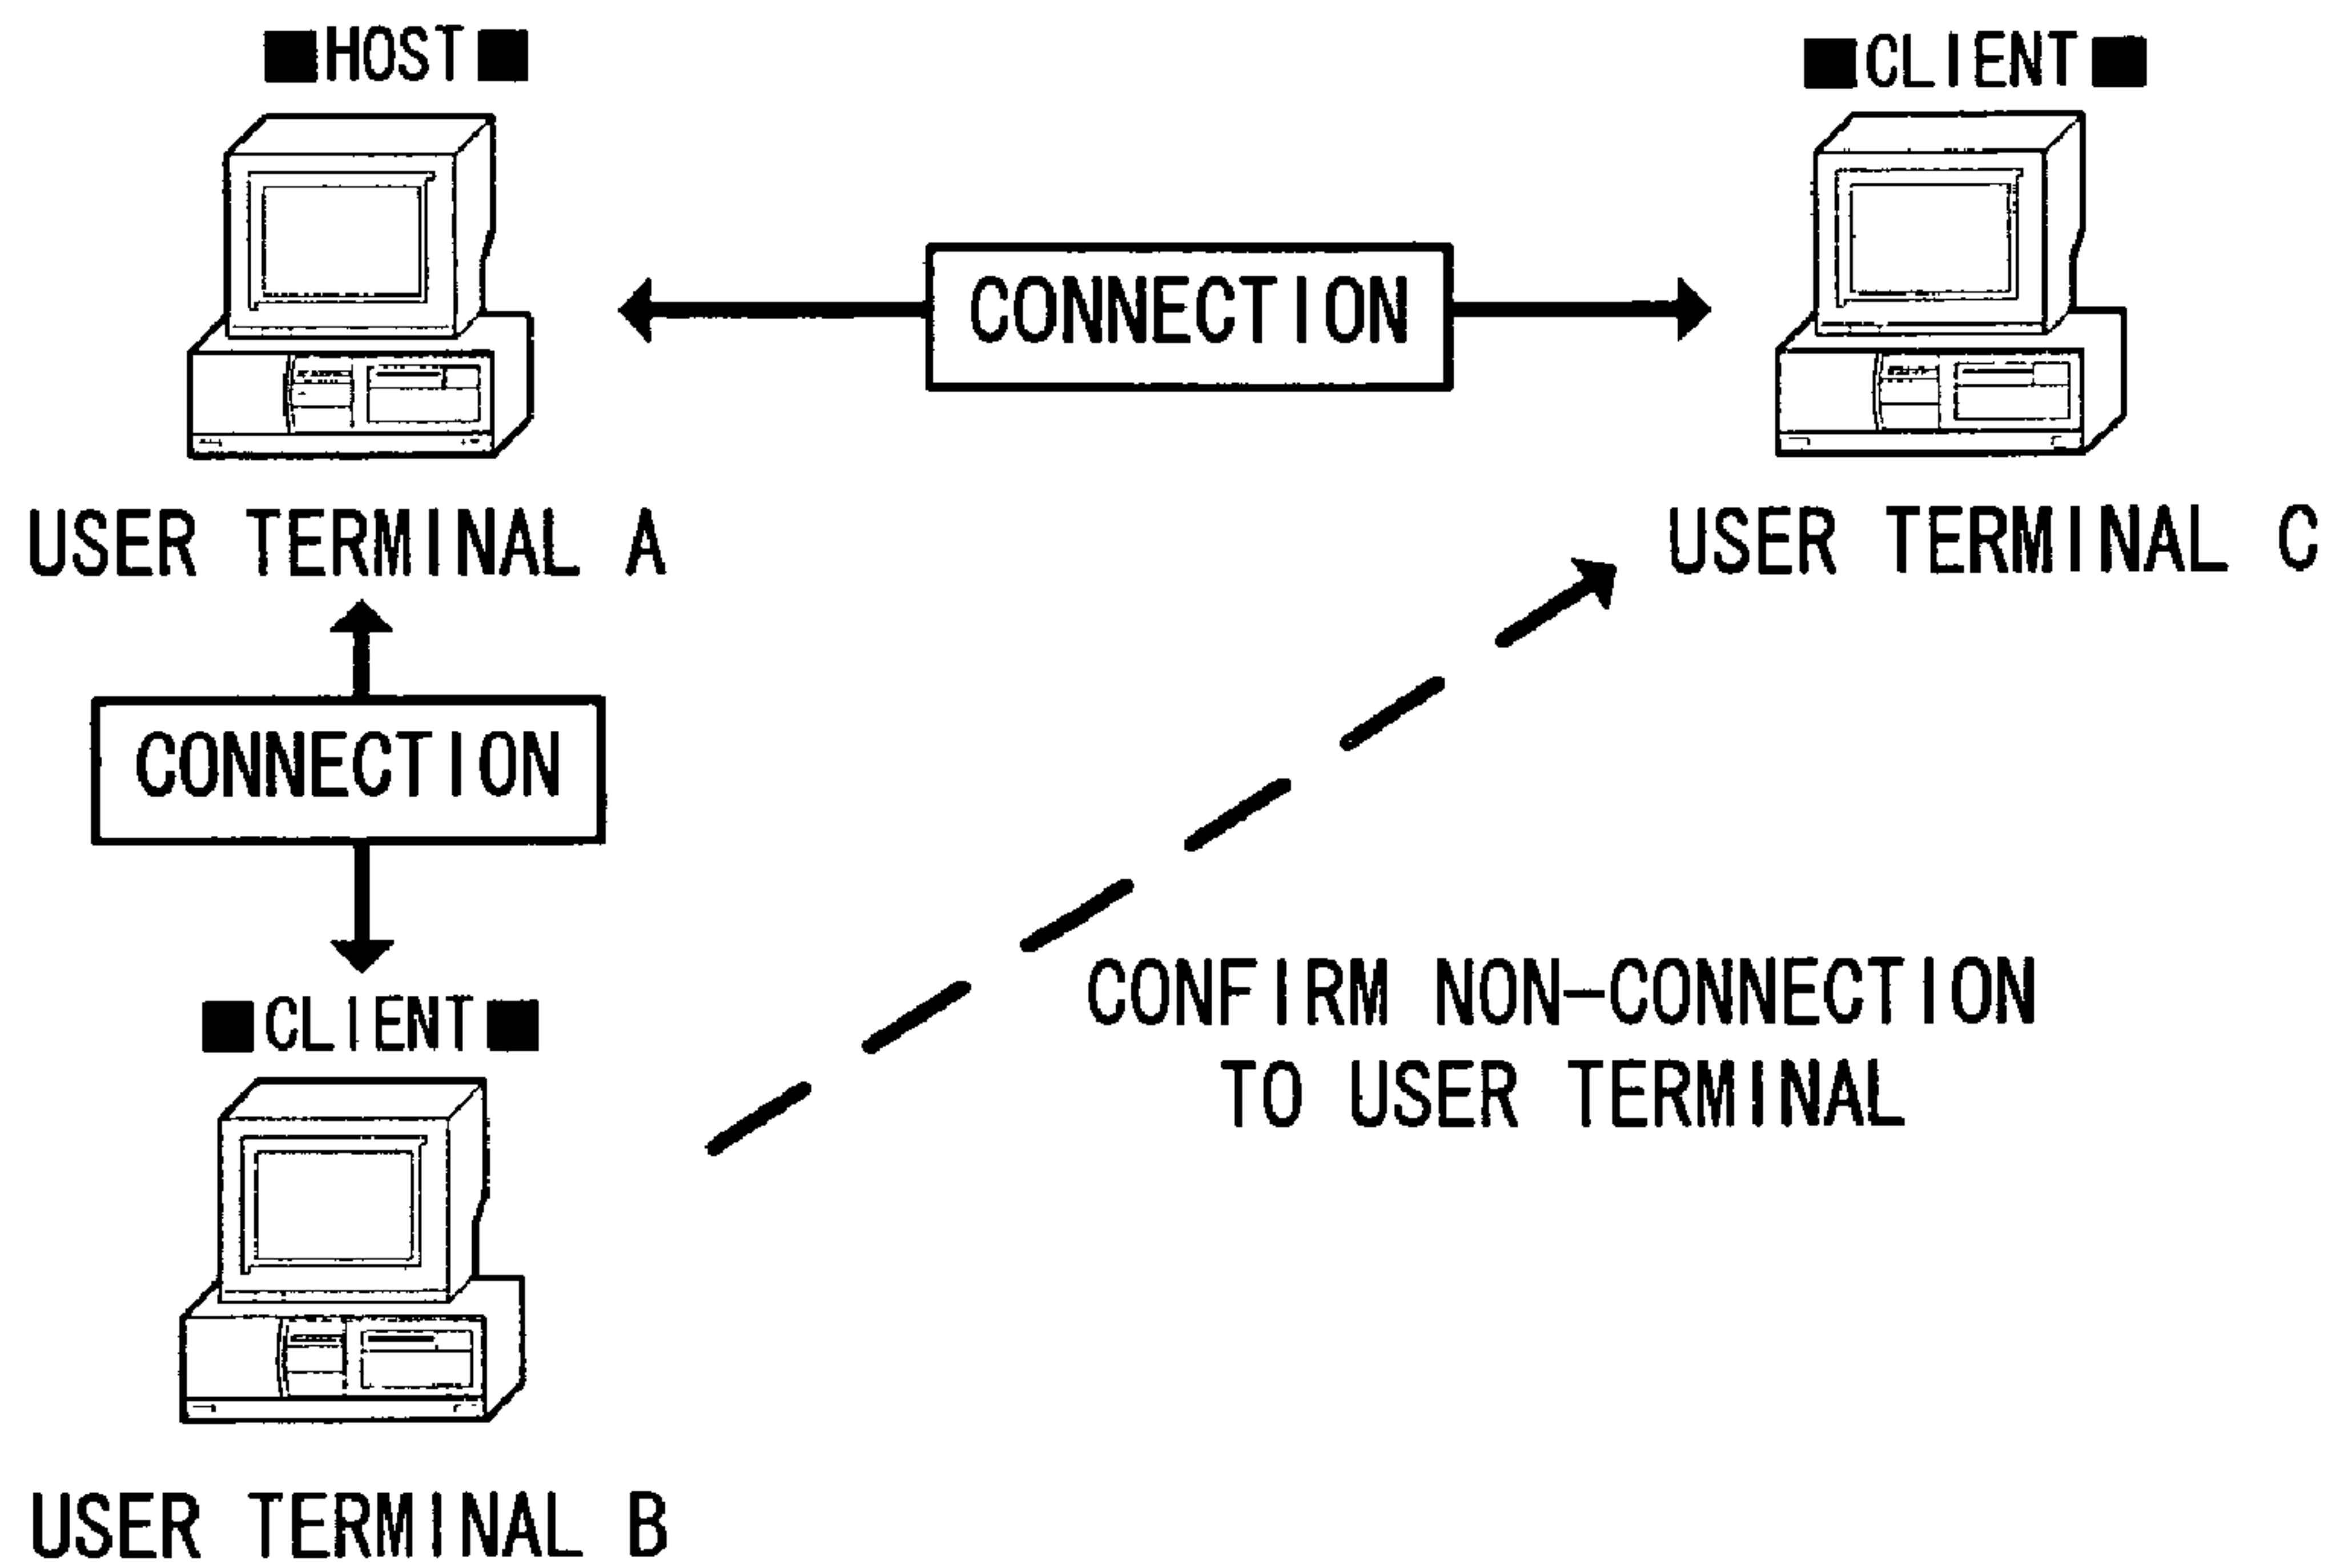 ■HOST■
■CLIENT■
CONNECTION
USER TERMINAL A
USER TERMINAL C
CONNECTION
■CLIENT■
CONFIRM NON-CONNECTION
TO USER TERMINAL
USER TERMINAL B